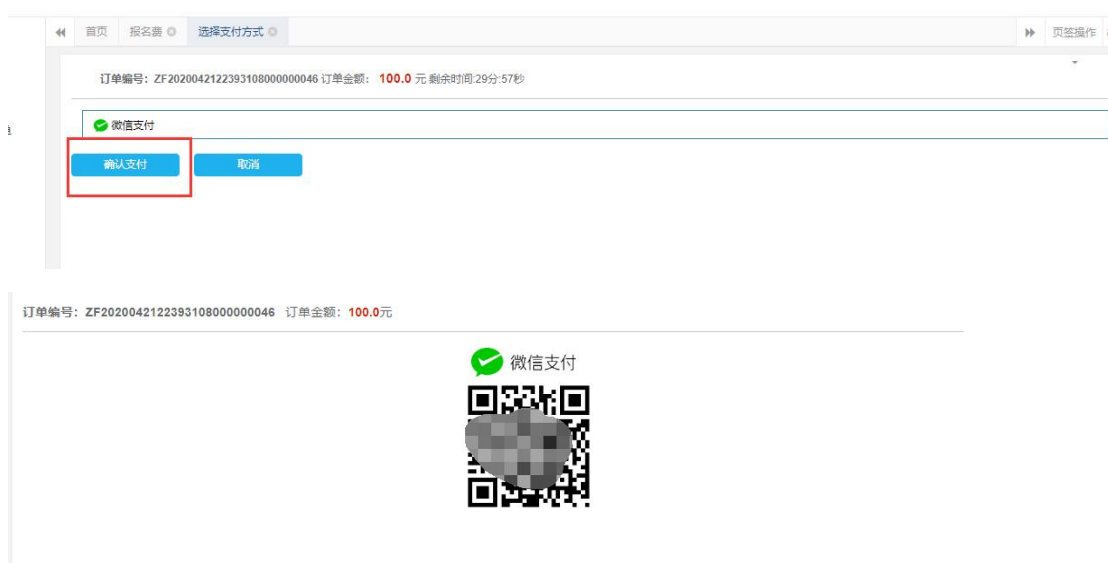 首页 报名费 选择支付方式 页签操作
订单编号：ZF2020042122393108000000046 订单金额： 100.0 元 剩余时间:29分:57秒
微信支付
确认支付 取消
订单编号：ZF2020042122393108000000046 订单金额：100.0元
微信支付